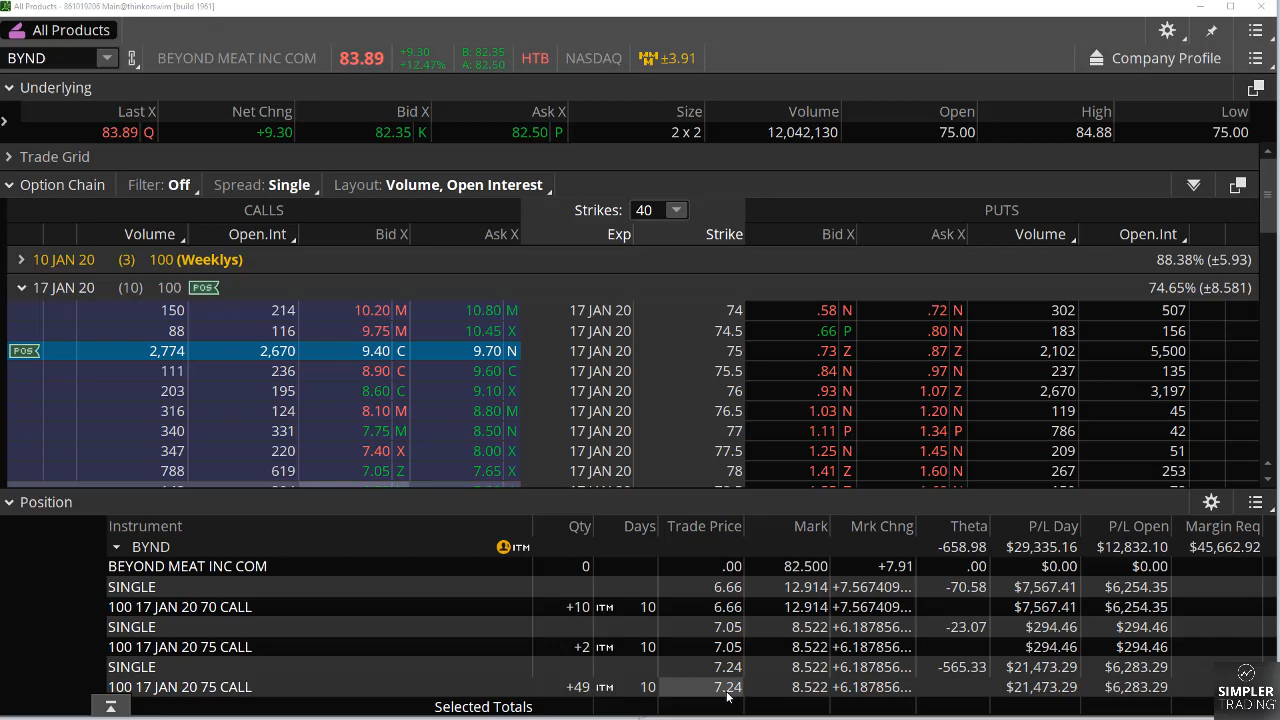 All Products - 861019206 Main@thinkorswim [build 1961]
All Products
BYND BEYOND MEAT INC COM 83.89 +9.30 +12.47% B: 82.35 A: 82.50 HTB NASDAQ ±3.91 Company Profile
Underlying
Last X Net Chng Bid X Ask X Size Volume Open High Low
83.89 Q +9.30 82.35 K 82.50 P 2 x 2 12,042,130 75.00 84.88 75.00
Trade Grid
Option Chain Filter: Off Spread: Single Layout: Volume, Open Interest
CALLS Strikes: 40 PUTS
Volume Open.Int Bid X Ask X Exp Strike Bid X Ask X Volume Open.Int
10 JAN 20 (3) 100 (Weeklys) 88.38% (±5.93)
17 JAN 20 (10) 100 POS 74.65% (±8.581)
150 214 10.20 M 10.80 M 17 JAN 20 74 .58 N .72 N 302 507
88 116 9.75 M 10.45 X 17 JAN 20 74.5 .66 P .80 N 183 156
POS 2,774 2,670 9.40 C 9.70 N 17 JAN 20 75 .73 Z .87 Z 2,102 5,500
111 236 8.90 C 9.60 C 17 JAN 20 75.5 .84 N .97 N 237 135
203 195 8.60 C 9.10 X 17 JAN 20 76 .93 N 1.07 Z 2,670 3,197
316 124 8.10 M 8.80 M 17 JAN 20 76.5 1.03 N 1.20 N 119 45
340 331 7.75 M 8.50 N 17 JAN 20 77 1.11 P 1.34 P 786 42
347 220 7.40 X 8.00 X 17 JAN 20 77.5 1.25 N 1.45 N 209 51
788 619 7.05 Z 7.65 X 17 JAN 20 78 1.41 Z 1.60 N 267 253
Position
Instrument Qty Days Trade Price Mark Mrk Chng Theta P/L Day P/L Open Margin Req
BYND ITM -658.98 $29,335.16 $12,832.10 $45,662.92
BEYOND MEAT INC COM 0 .00 82.500 +7.91 .00 $0.00 $0.00
SINGLE 6.66 12.914 +7.567409... -70.58 $7,567.41 $6,254.35
100 17 JAN 20 70 CALL +10 ITM 10 6.66 12.914 +7.567409... $7,567.41 $6,254.35
SINGLE 7.05 8.522 +6.187856... -23.07 $294.46 $294.46
100 17 JAN 20 75 CALL +2 ITM 10 7.05 8.522 +6.187856... $294.46 $294.46
SINGLE 7.24 8.522 +6.187856... -565.33 $21,473.29 $6,283.29
100 17 JAN 20 75 CALL +49 ITM 10 7.24 8.522 +6.187856... $21,473.29 $6,283.29
Selected Totals
SIMPLER
TRADING